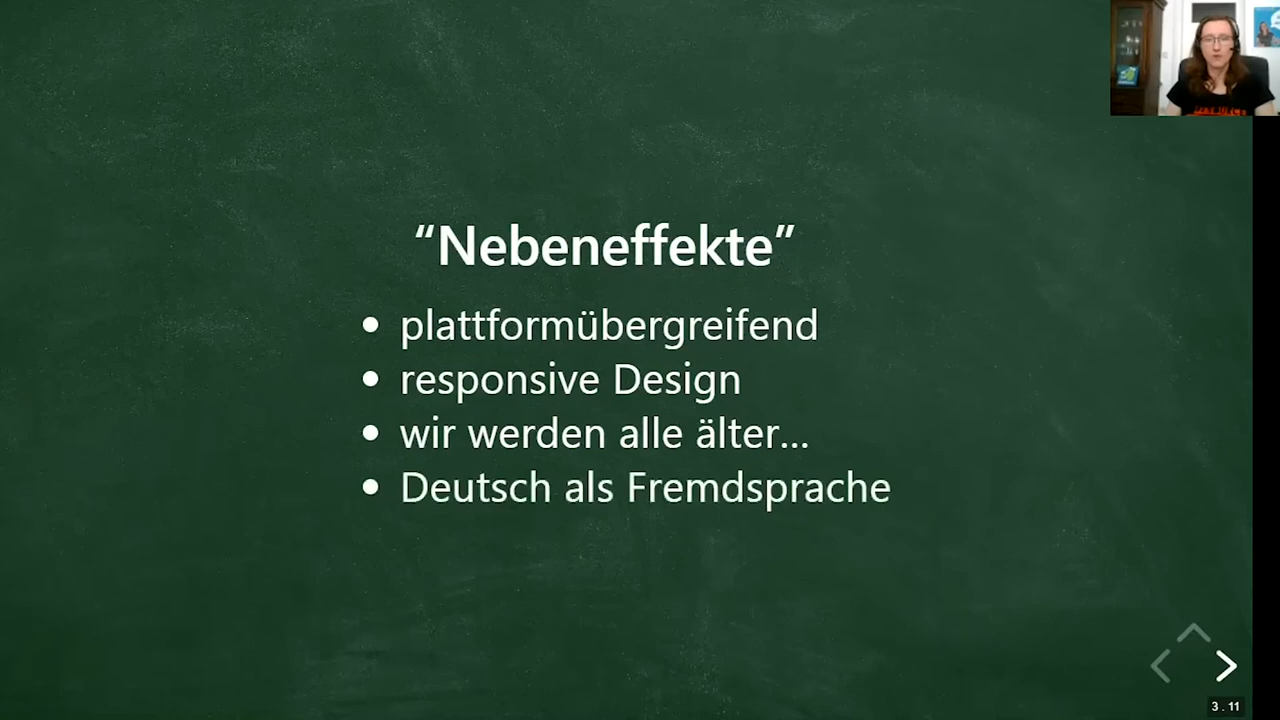 “Nebeneffekte”
• plattformübergreifend
• responsive Design
• wir werden alle älter...
• Deutsch als Fremdsprache
3.11